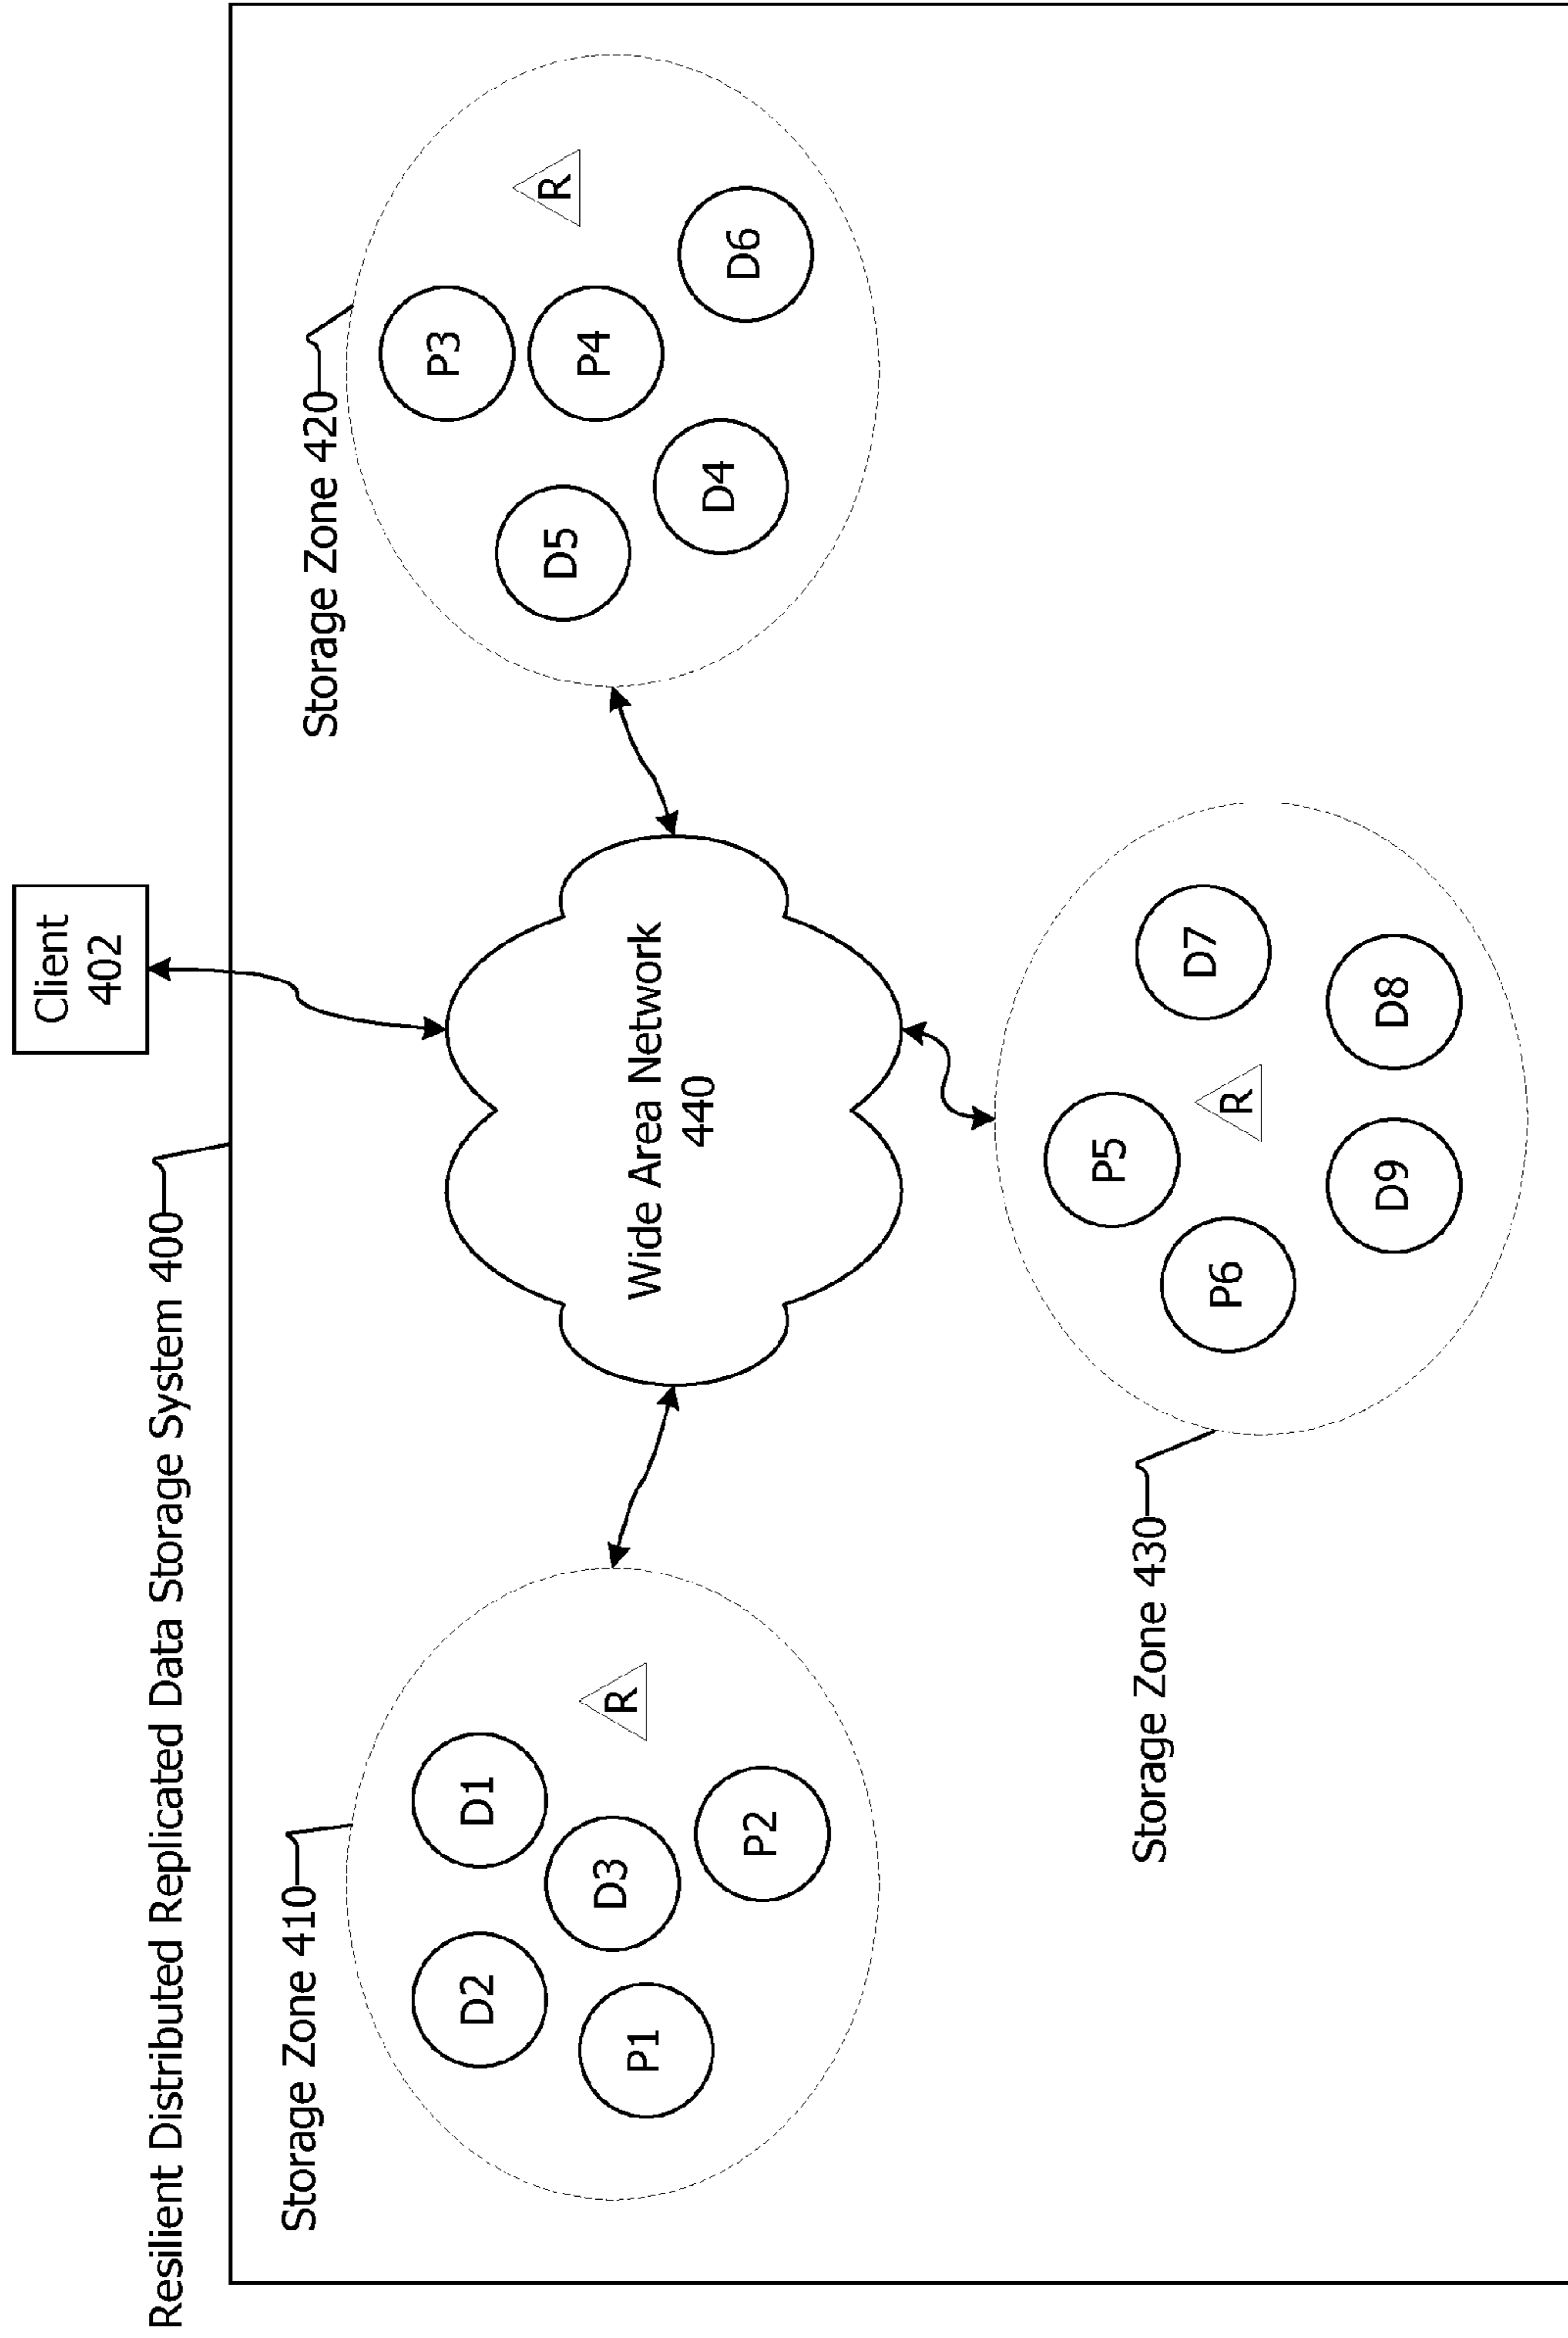 Client
402
Resilient Distributed Replicated Data Storage System 400
Storage Zone 410
D2
D1
D3
P1
P2
R
Wide Area Network
440
Storage Zone 420
P3
R
D5
P4
D4
D6
Storage Zone 430
P5
D7
P6
R
D9
D8